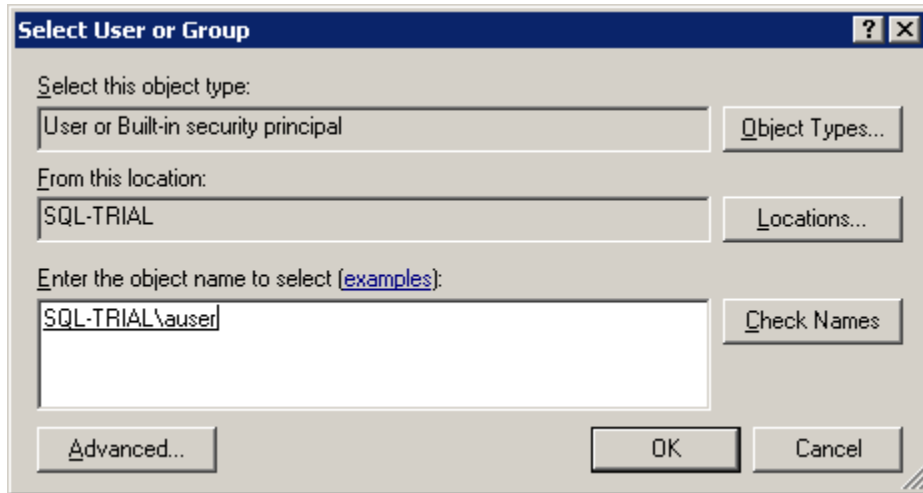 Select User or Group
Select this object type:
User or Built-in security principal
Object Types...
From this location:
SQL-TRIAL
Locations...
Enter the object name to select (examples):
SQL-TRIAL\auser
Check Names
Advanced...
OK
Cancel